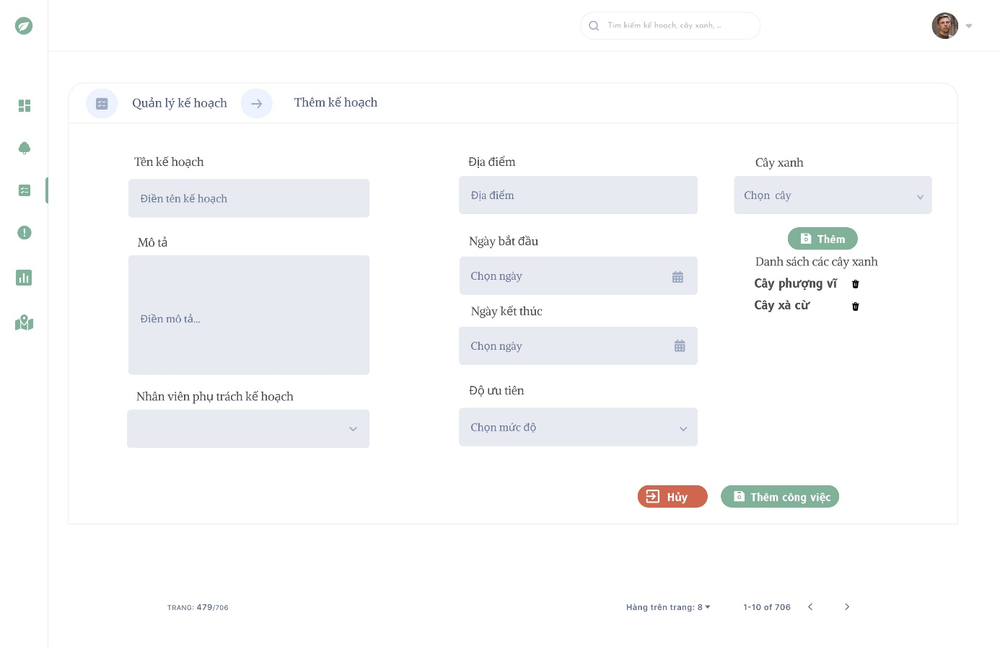 Tìm kiếm kế hoạch, cây xanh, ...
Quản lý kế hoạch
Thêm kế hoạch
Tên kế hoạch
Điền tên kế hoạch
Mô tả
Điền mô tả...
Nhân viên phụ trách kế hoạch
Địa điểm
Địa điểm
Ngày bắt đầu
Chọn ngày
Ngày kết thúc
Chọn ngày
Độ ưu tiên
Chọn mức độ
Cây xanh
Chọn cây
Thêm
Danh sách các cây xanh
Cây phượng vĩ
Cây xà cừ
Hủy
Thêm công việc
TRANG: 479/706
Hàng trên trang: 8
1-10 of 706